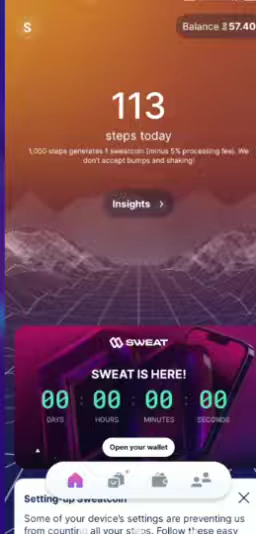 S
Balance 57.40
113
steps today
1,000 steps generates 1 sweatcoin (minus 5% processing fee). We
don't accept bumps and shaking!
Insights >
SWEAT
SWEAT IS HERE!
00 : 00 : 00 : 00
DAYS HOURS MINUTES SECONDS
Open your wallet
Setting-up Sweatcoin
Some of your device's settings are preventing us
from counting all your steps. Follow these easy